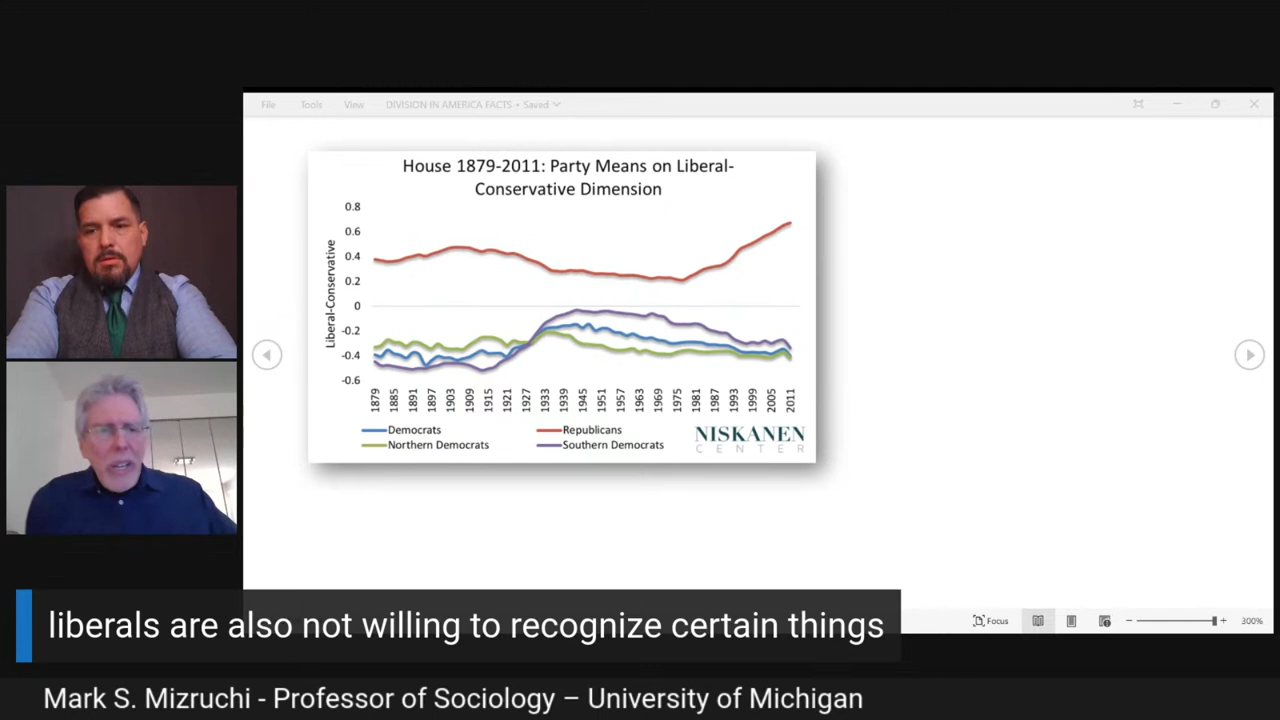 File Tools View DIVISION IN AMERICA FACTS • Saved
House 1879-2011: Party Means on Liberal-
Conservative Dimension
Liberal-Conservative
0.8
0.6
0.4
0.2
0
-0.2
-0.4
-0.6
1879 1885 1891 1897 1903 1909 1915 1921 1927 1933 1939 1945 1951 1957 1963 1969 1975 1981 1987 1993 1999 2005 2011
Democrats Republicans
Northern Democrats Southern Democrats
NISKANEN
CENTER
Focus 300%
liberals are also not willing to recognize certain things
Mark S. Mizruchi - Professor of Sociology – University of Michigan